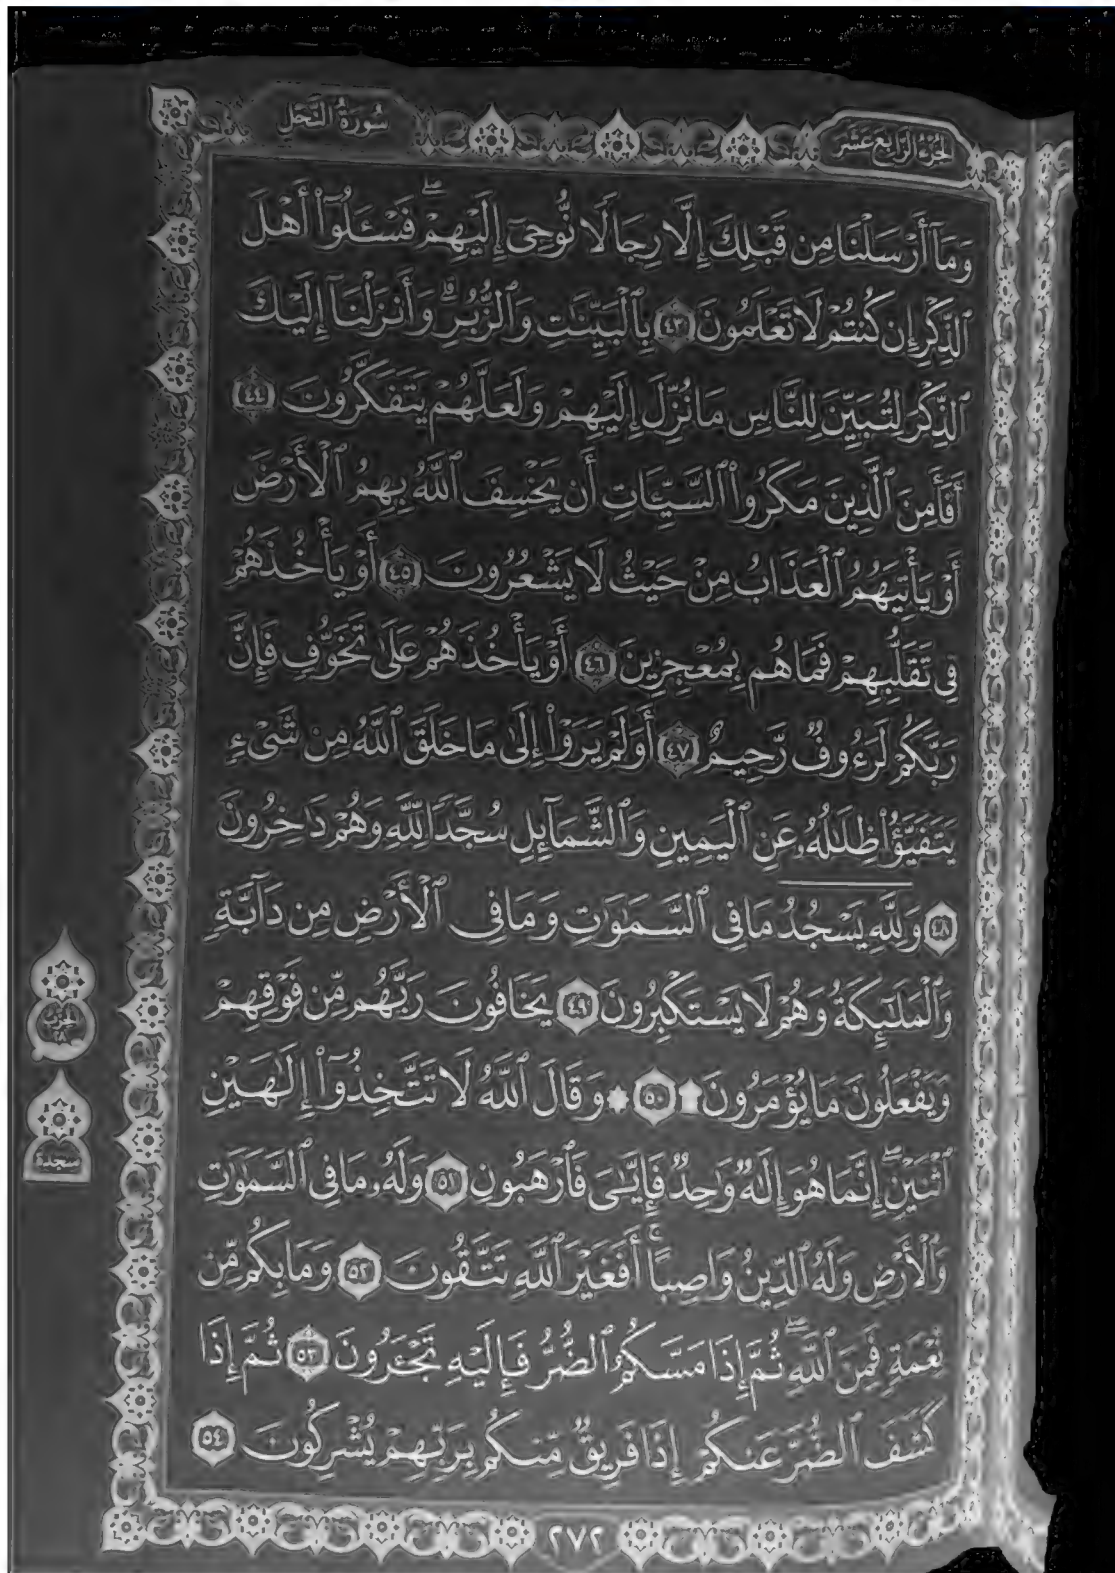 الجزء الرابع عشر
سُورَةُ النَّحْلِ
وَمَآ أَرْسَلْنَا مِن قَبْلِكَ إِلَّا رِجَالًا نُّوحِىٓ إِلَيْهِمْ ۖ فَسْـَٔلُوٓا۟ أَهْلَ
ٱلذِّكْرِ إِن كُنتُمْ لَا تَعْلَمُونَ ٤٣ بِٱلْبَيِّنَـٰتِ وَٱلزُّبُرِ ۗ وَأَنزَلْنَآ إِلَيْكَ
ٱلذِّكْرَ لِتُبَيِّنَ لِلنَّاسِ مَا نُزِّلَ إِلَيْهِمْ وَلَعَلَّهُمْ يَتَفَكَّرُونَ ٤٤
أَفَأَمِنَ ٱلَّذِينَ مَكَرُوا۟ ٱلسَّيِّـَٔاتِ أَن يَخْسِفَ ٱللَّهُ بِهِمُ ٱلْأَرْضَ
أَوْ يَأْتِيَهُمُ ٱلْعَذَابُ مِنْ حَيْثُ لَا يَشْعُرُونَ ٤٥ أَوْ يَأْخُذَهُمْ
فِى تَقَلُّبِهِمْ فَمَا هُم بِمُعْجِزِينَ ٤٦ أَوْ يَأْخُذَهُمْ عَلَىٰ تَخَوُّفٍ فَإِنَّ
رَبَّكُمْ لَرَءُوفٌ رَّحِيمٌ ٤٧ أَوَلَمْ يَرَوْا۟ إِلَىٰ مَا خَلَقَ ٱللَّهُ مِن شَىْءٍ
يَتَفَيَّؤُا۟ ظِلَـٰلُهُۥ عَنِ ٱلْيَمِينِ وَٱلشَّمَآئِلِ سُجَّدًا لِّلَّهِ وَهُمْ دَٰخِرُونَ
٤٨ وَلِلَّهِ يَسْجُدُ مَا فِى ٱلسَّمَـٰوَٰتِ وَمَا فِى ٱلْأَرْضِ مِن دَآبَّةٍ
وَٱلْمَلَـٰٓئِكَةُ وَهُمْ لَا يَسْتَكْبِرُونَ ٤٩ يَخَافُونَ رَبَّهُم مِّن فَوْقِهِمْ
وَيَفْعَلُونَ مَا يُؤْمَرُونَ ۩ ٥٠ ۞ وَقَالَ ٱللَّهُ لَا تَتَّخِذُوٓا۟ إِلَـٰهَيْنِ
ٱثْنَيْنِ ۖ إِنَّمَا هُوَ إِلَـٰهٌ وَٰحِدٌ ۖ فَإِيَّـٰىَ فَٱرْهَبُونِ ٥١ وَلَهُۥ مَا فِى ٱلسَّمَـٰوَٰتِ
وَٱلْأَرْضِ وَلَهُ ٱلدِّينُ وَاصِبًا ۚ أَفَغَيْرَ ٱللَّهِ تَتَّقُونَ ٥٢ وَمَا بِكُم مِّن
نِّعْمَةٍ فَمِنَ ٱللَّهِ ۖ ثُمَّ إِذَا مَسَّكُمُ ٱلضُّرُّ فَإِلَيْهِ تَجْـَٔرُونَ ٥٣ ثُمَّ إِذَا
كَشَفَ ٱلضُّرَّ عَنكُمْ إِذَا فَرِيقٌ مِّنكُم بِرَبِّهِمْ يُشْرِكُونَ ٥٤
٢٧٢
سجدة